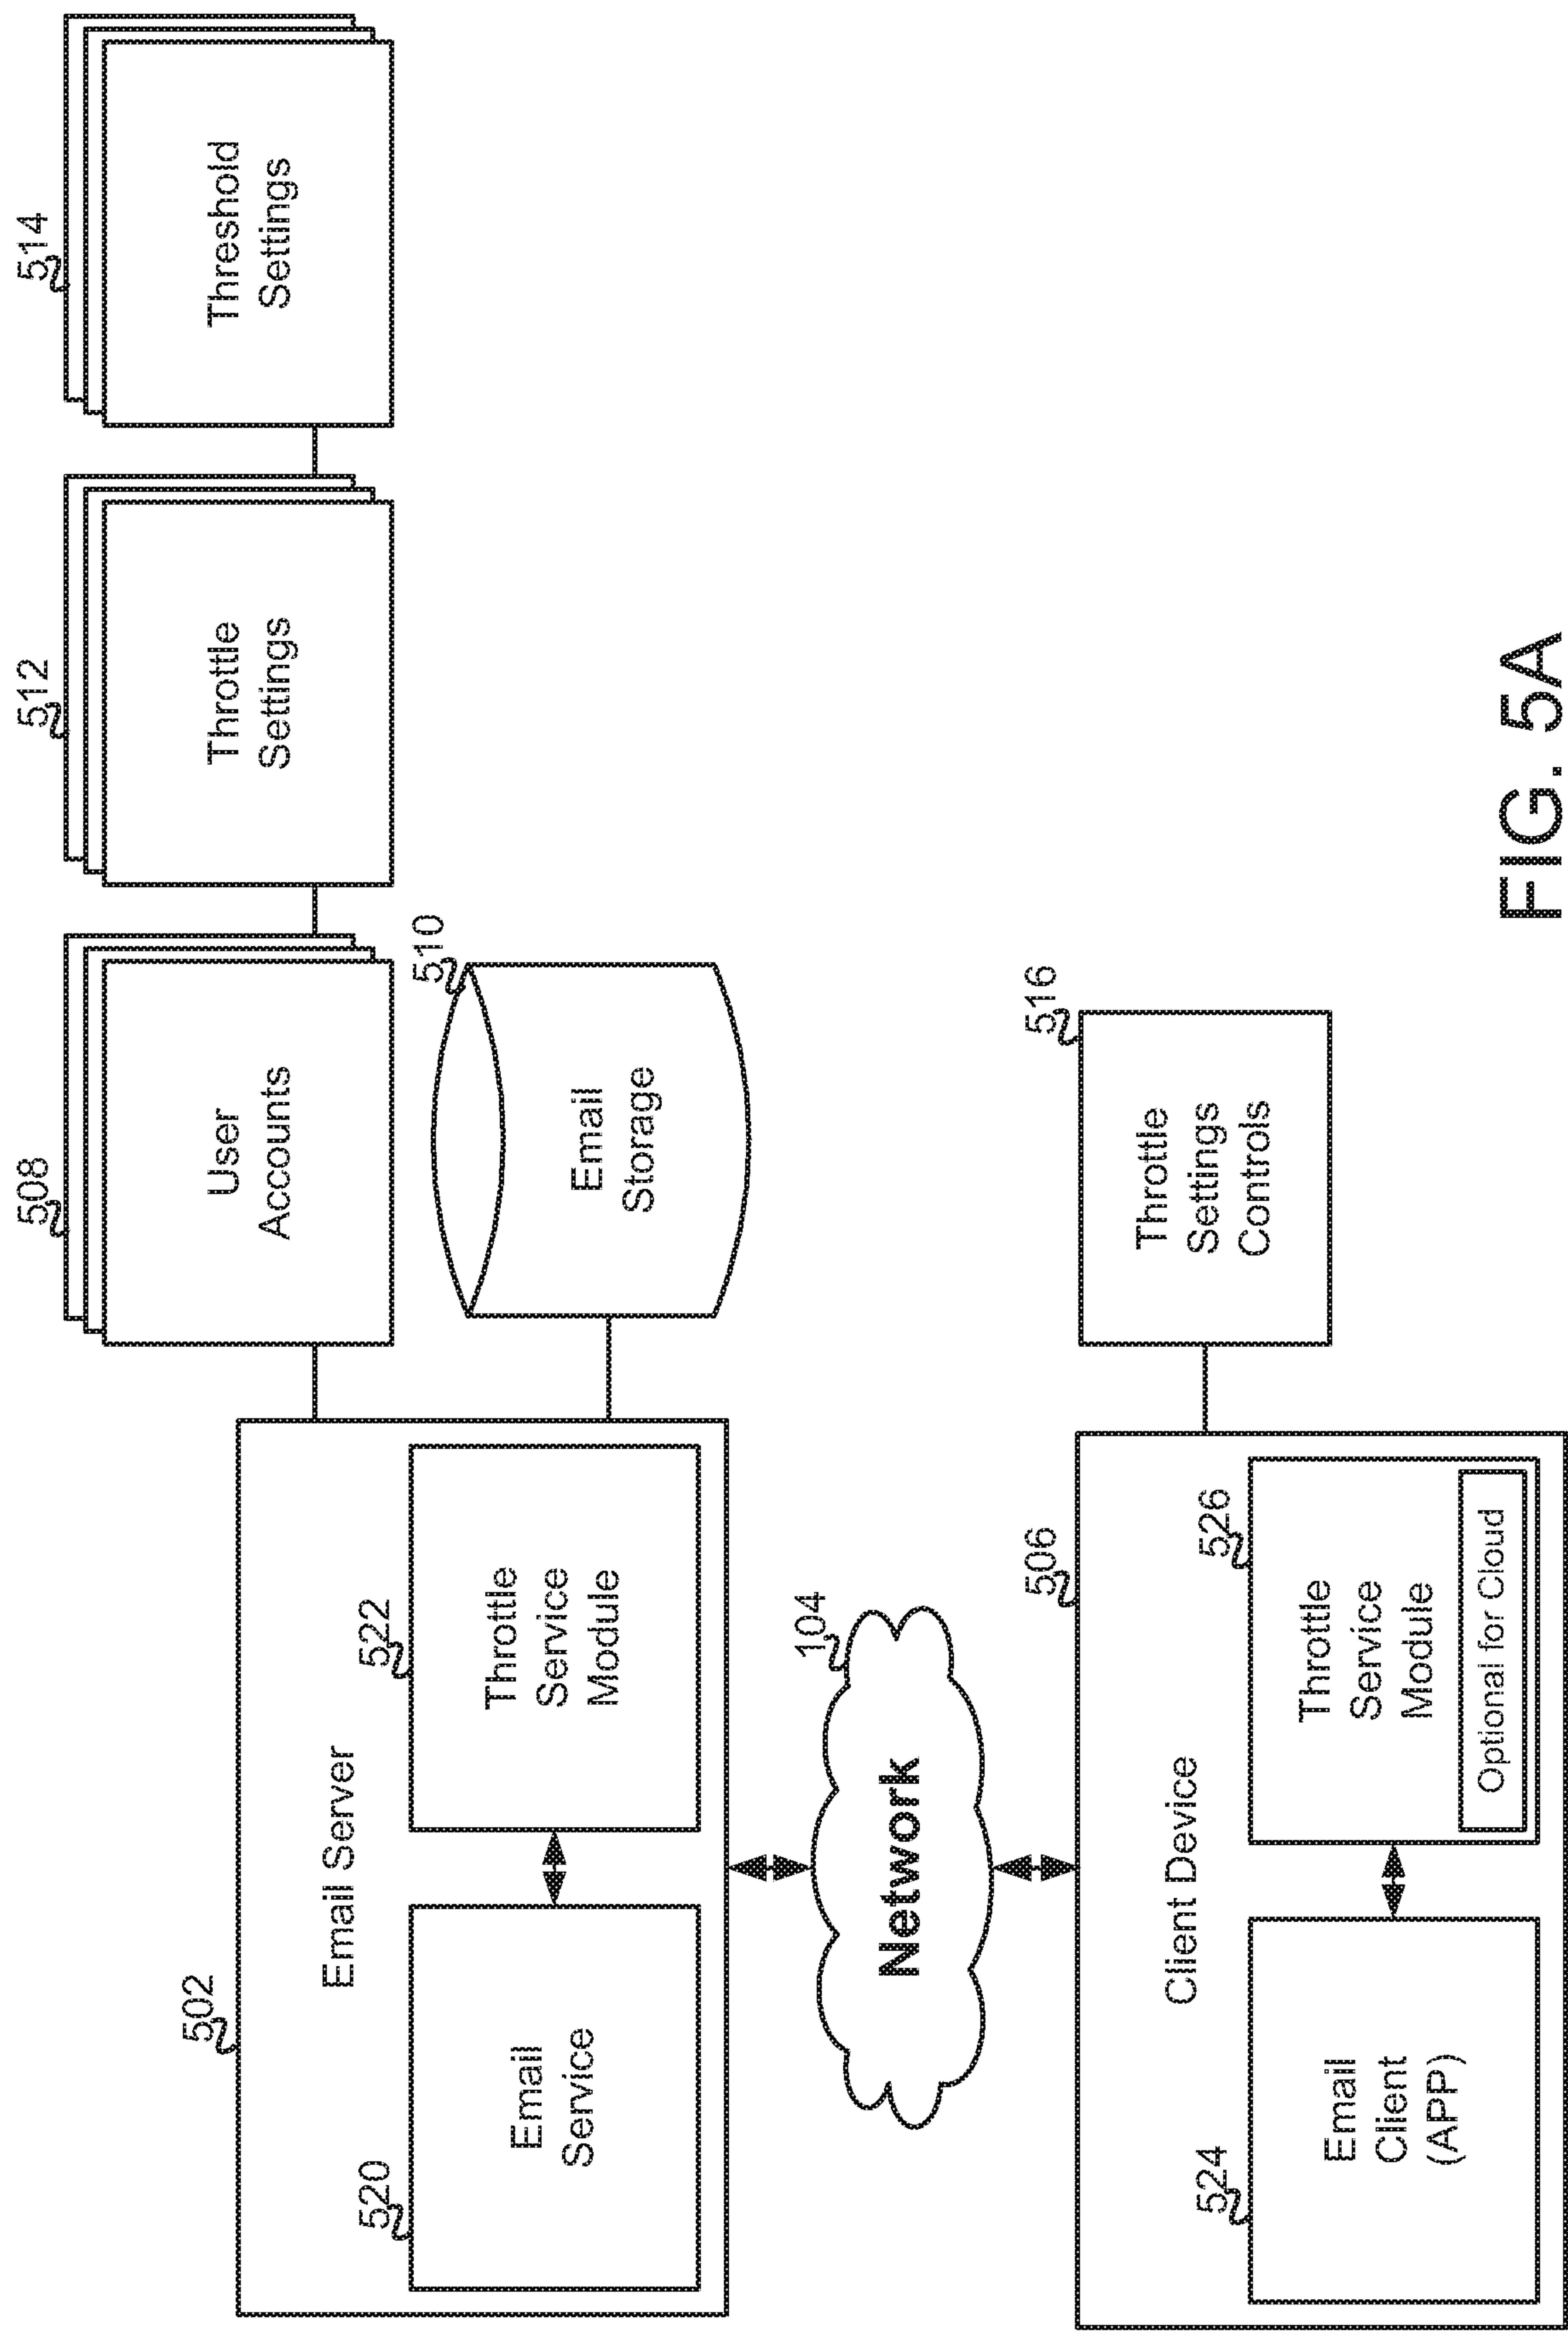 508
512
514
User
Accounts
Throttle
Settings
Threshold
Settings
502
Email Server
520
522
Email
Service
Throttle
Service
Module
510
Email
Storage
104
Network
506
Client Device
524
526
Email
Client
(APP)
Throttle
Service
Module
Optional for Cloud
516
Throttle
Settings
Controls
FIG. 5A